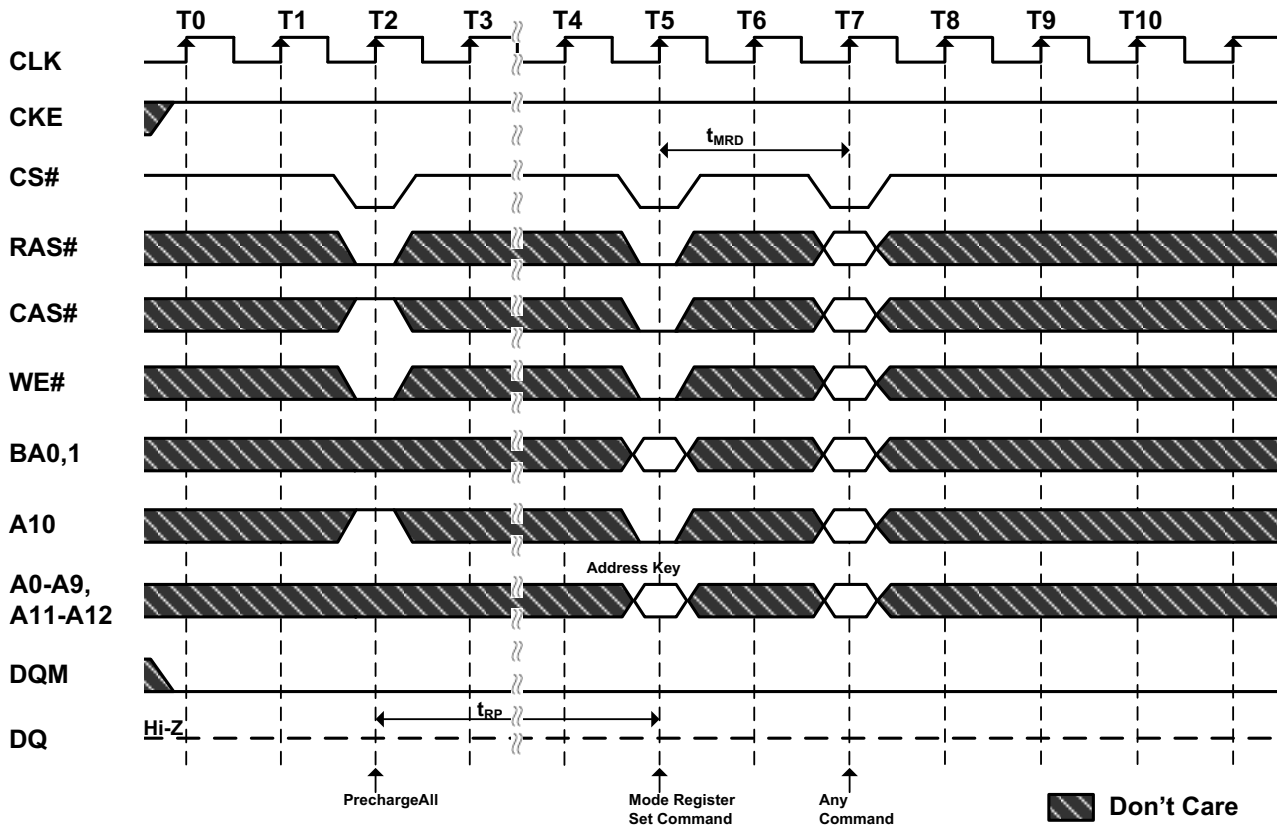 T0 T1 T2 T3 T4 T5 T6 T7 T8 T9 T10
CLK
CKE
tMRD
CS#
RAS#
CAS#
WE#
BA0,1
A10
Address Key
A0-A9,
A11-A12
DQM
tRP
Hi-Z
DQ
PrechargeAll
Mode Register
Set Command
Any
Command
Don't Care